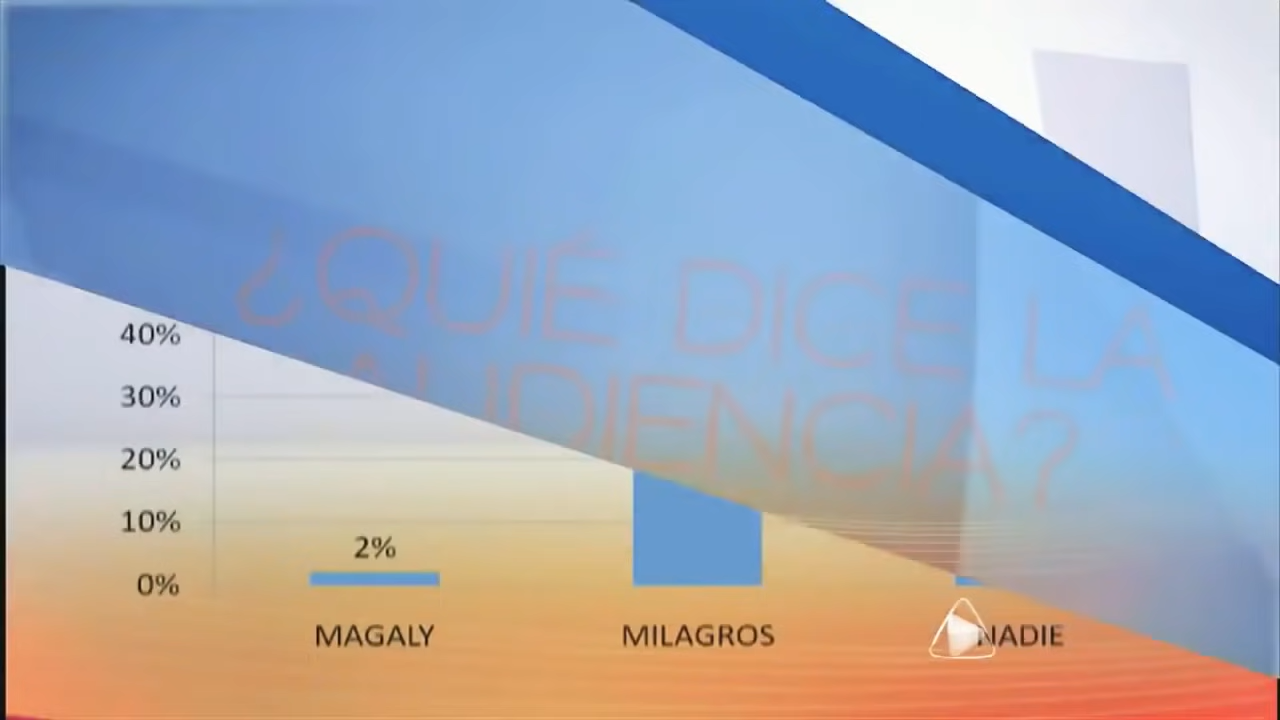 ¿QUIÉ DICE LA
AUDIENCIA?
40%
30%
20%
10%
2%
0%
MAGALY
MILAGROS
NADIE